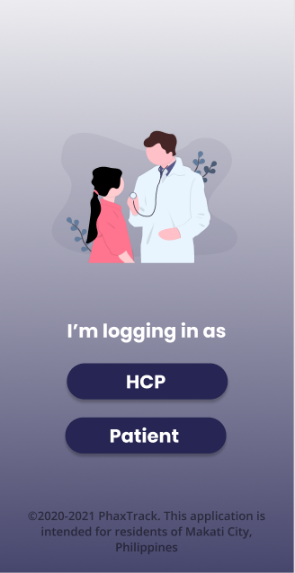 I'm logging in as
HCP
Patient
©2020-2021 PhaxTrack. This application is
intended for residents of Makati City,
Philippines